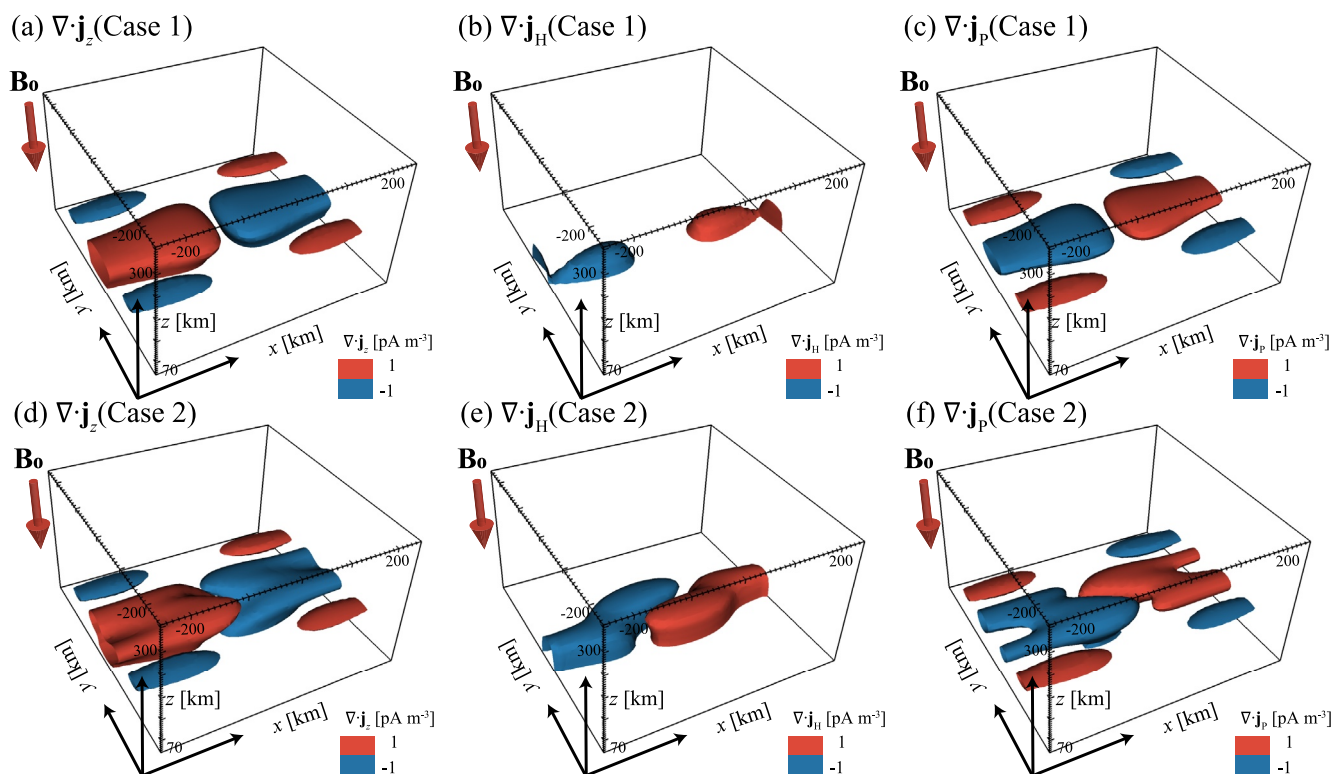 (a) ∇·j_z(Case 1)
(b) ∇·j_H(Case 1)
(c) ∇·j_P(Case 1)
B₀
200
-200
-200
300
y [km]
z [km]
x [km]
70
∇·j_z [pA m⁻³]
1
-1
B₀
200
-200
-200
300
y [km]
z [km]
x [km]
70
∇·j_H [pA m⁻³]
1
-1
B₀
200
-200
-200
300
y [km]
z [km]
x [km]
70
∇·j_P [pA m⁻³]
1
-1
(d) ∇·j_z(Case 2)
(e) ∇·j_H(Case 2)
(f) ∇·j_P(Case 2)
B₀
200
-200
-200
300
y [km]
z [km]
x [km]
70
∇·j_z [pA m⁻³]
1
-1
B₀
200
-200
-200
300
y [km]
z [km]
x [km]
70
∇·j_H [pA m⁻³]
1
-1
B₀
200
-200
-200
300
y [km]
z [km]
x [km]
70
∇·j_P [pA m⁻³]
1
-1